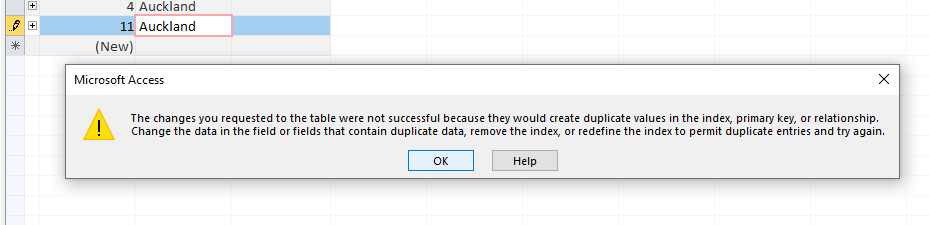 4 Auckland
11 Auckland
(New)
Microsoft Access
The changes you requested to the table were not successful because they would create duplicate values in the index, primary key, or relationship.
Change the data in the field or fields that contain duplicate data, remove the index, or redefine the index to permit duplicate entries and try again.
OK Help